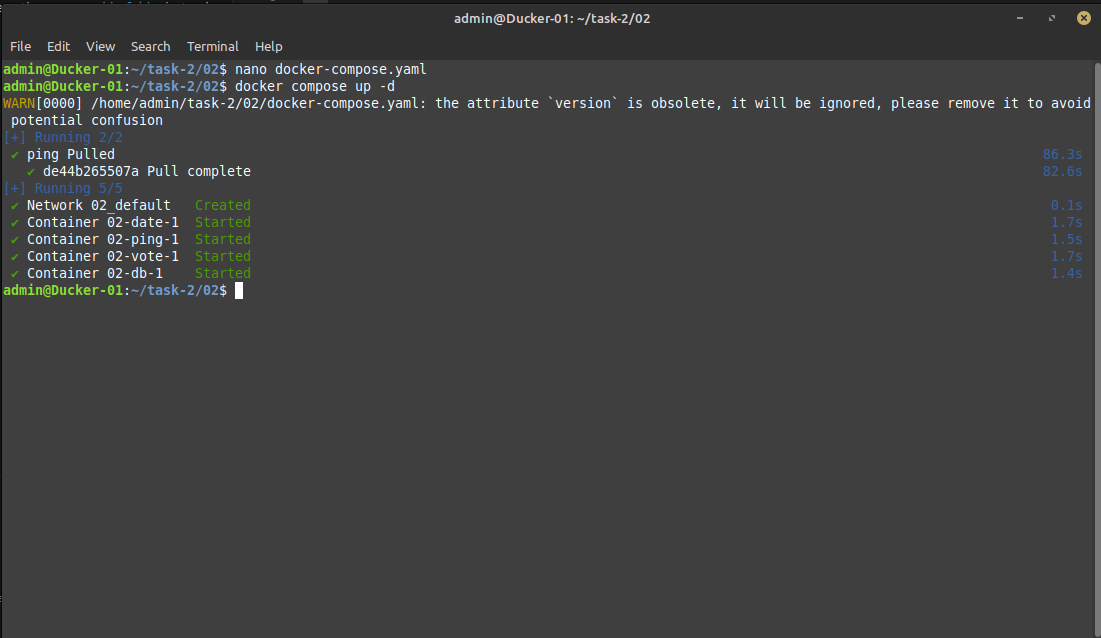 admin@Ducker-01: ~/task-2/02
File Edit View Search Terminal Help
admin@Ducker-01:~/task-2/02$ nano docker-compose.yaml
admin@Ducker-01:~/task-2/02$ docker compose up -d
WARN[0000] /home/admin/task-2/02/docker-compose.yaml: the attribute `version` is obsolete, it will be ignored, please remove it to avoid
potential confusion
[+] Running 2/2
✔ ping Pulled 86.3s
✔ de44b265507a Pull complete 82.6s
[+] Running 5/5
✔ Network 02_default Created 0.1s
✔ Container 02-date-1 Started 1.7s
✔ Container 02-ping-1 Started 1.5s
✔ Container 02-vote-1 Started 1.7s
✔ Container 02-db-1 Started 1.4s
admin@Ducker-01:~/task-2/02$